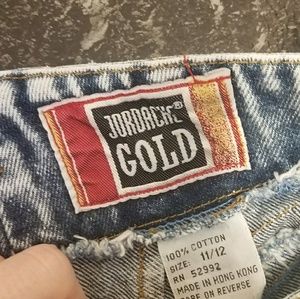 JORDACHE®
GOLD
100% COTTON
SIZE: 11/12
RN 52992
MADE IN HONG KONG
CARE ON REVERSE